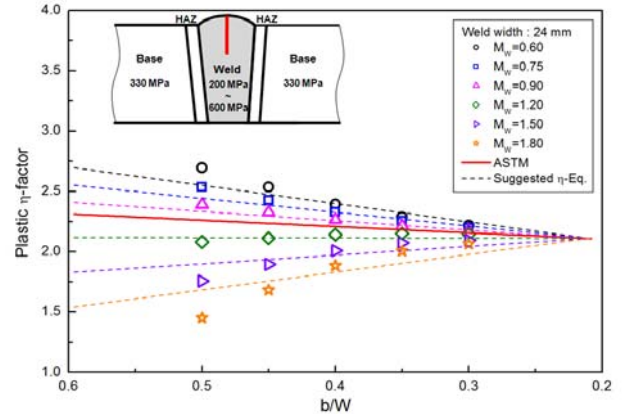 4.0
3.5
3.0
2.5
2.0
1.5
1.0
Plastic η-factor
HAZ
HAZ
Base
330 MPa
Weld
200 MPa
~
600 MPa
Base
330 MPa
Weld width : 24 mm
M_W=0.60
M_W=0.75
M_W=0.90
M_W=1.20
M_W=1.50
M_W=1.80
ASTM
Suggested η-Eq.
0.6
0.5
0.4
0.3
0.2
b/W